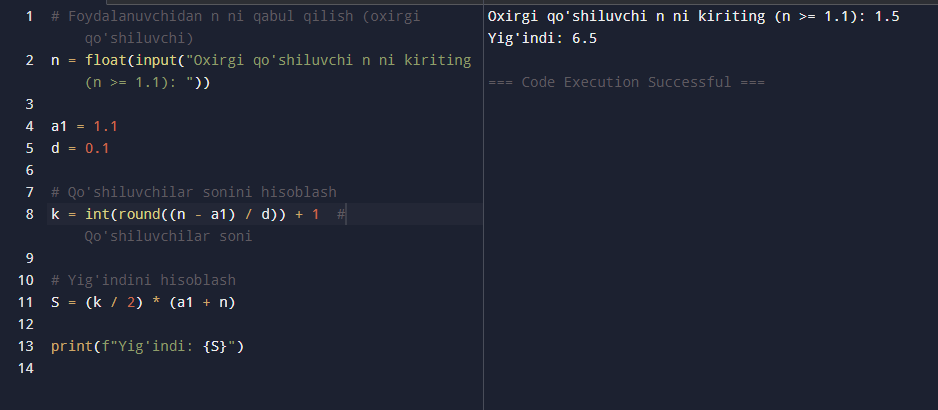 1 # Foydalanuvchidan n ni qabul qilish (oxirgi
qo'shiluvchi)
2 n = float(input("Oxirgi qo'shiluvchi n ni kiriting
(n >= 1.1): "))
3
4 a1 = 1.1
5 d = 0.1
6
7 # Qo'shiluvchilar sonini hisoblash
8 k = int(round((n - a1) / d)) + 1  #
Qo'shiluvchilar soni
9
10 # Yig'indini hisoblash
11 S = (k / 2) * (a1 + n)
12
13 print(f"Yig'indi: {S}")
14
Oxirgi qo'shiluvchi n ni kiriting (n >= 1.1): 1.5
Yig'indi: 6.5
=== Code Execution Successful ===